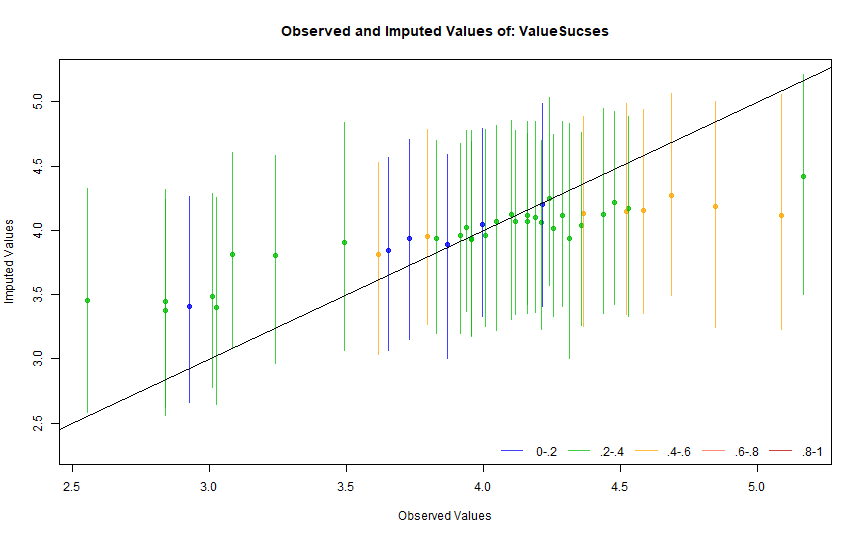 Observed and Imputed Values of: ValueSucses
Imputed Values
5.0
4.5
4.0
3.5
3.0
2.5
0-.2 .2-.4 .4-.6 .6-.8 .8-1
2.5 3.0 3.5 4.0 4.5 5.0
Observed Values